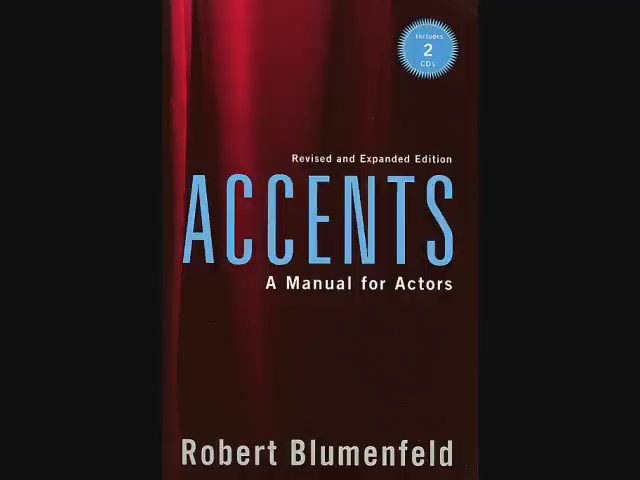 Includes
2
CDs
Revised and Expanded Edition
ACCENTS
A Manual for Actors
Robert Blumenfeld